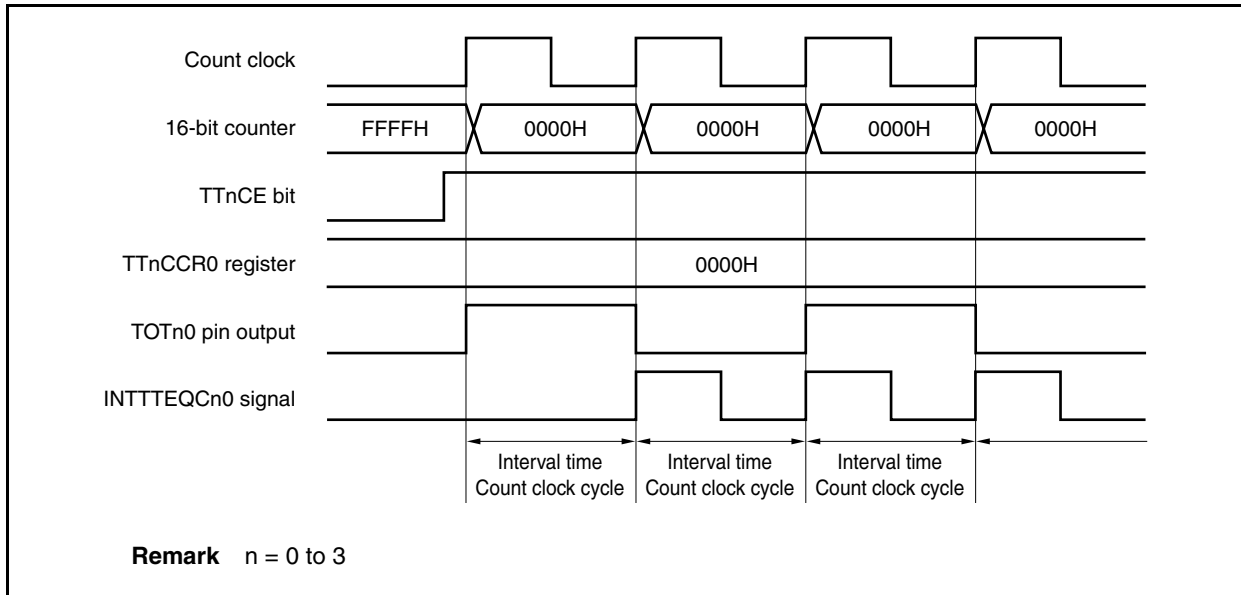 Count clock
16-bit counter FFFFH 0000H 0000H 0000H 0000H
TTnCE bit
TTnCCR0 register 0000H
TOTn0 pin output
INTTTEQCn0 signal
Interval time Interval time Interval time
Count clock cycle Count clock cycle Count clock cycle
Remark n = 0 to 3